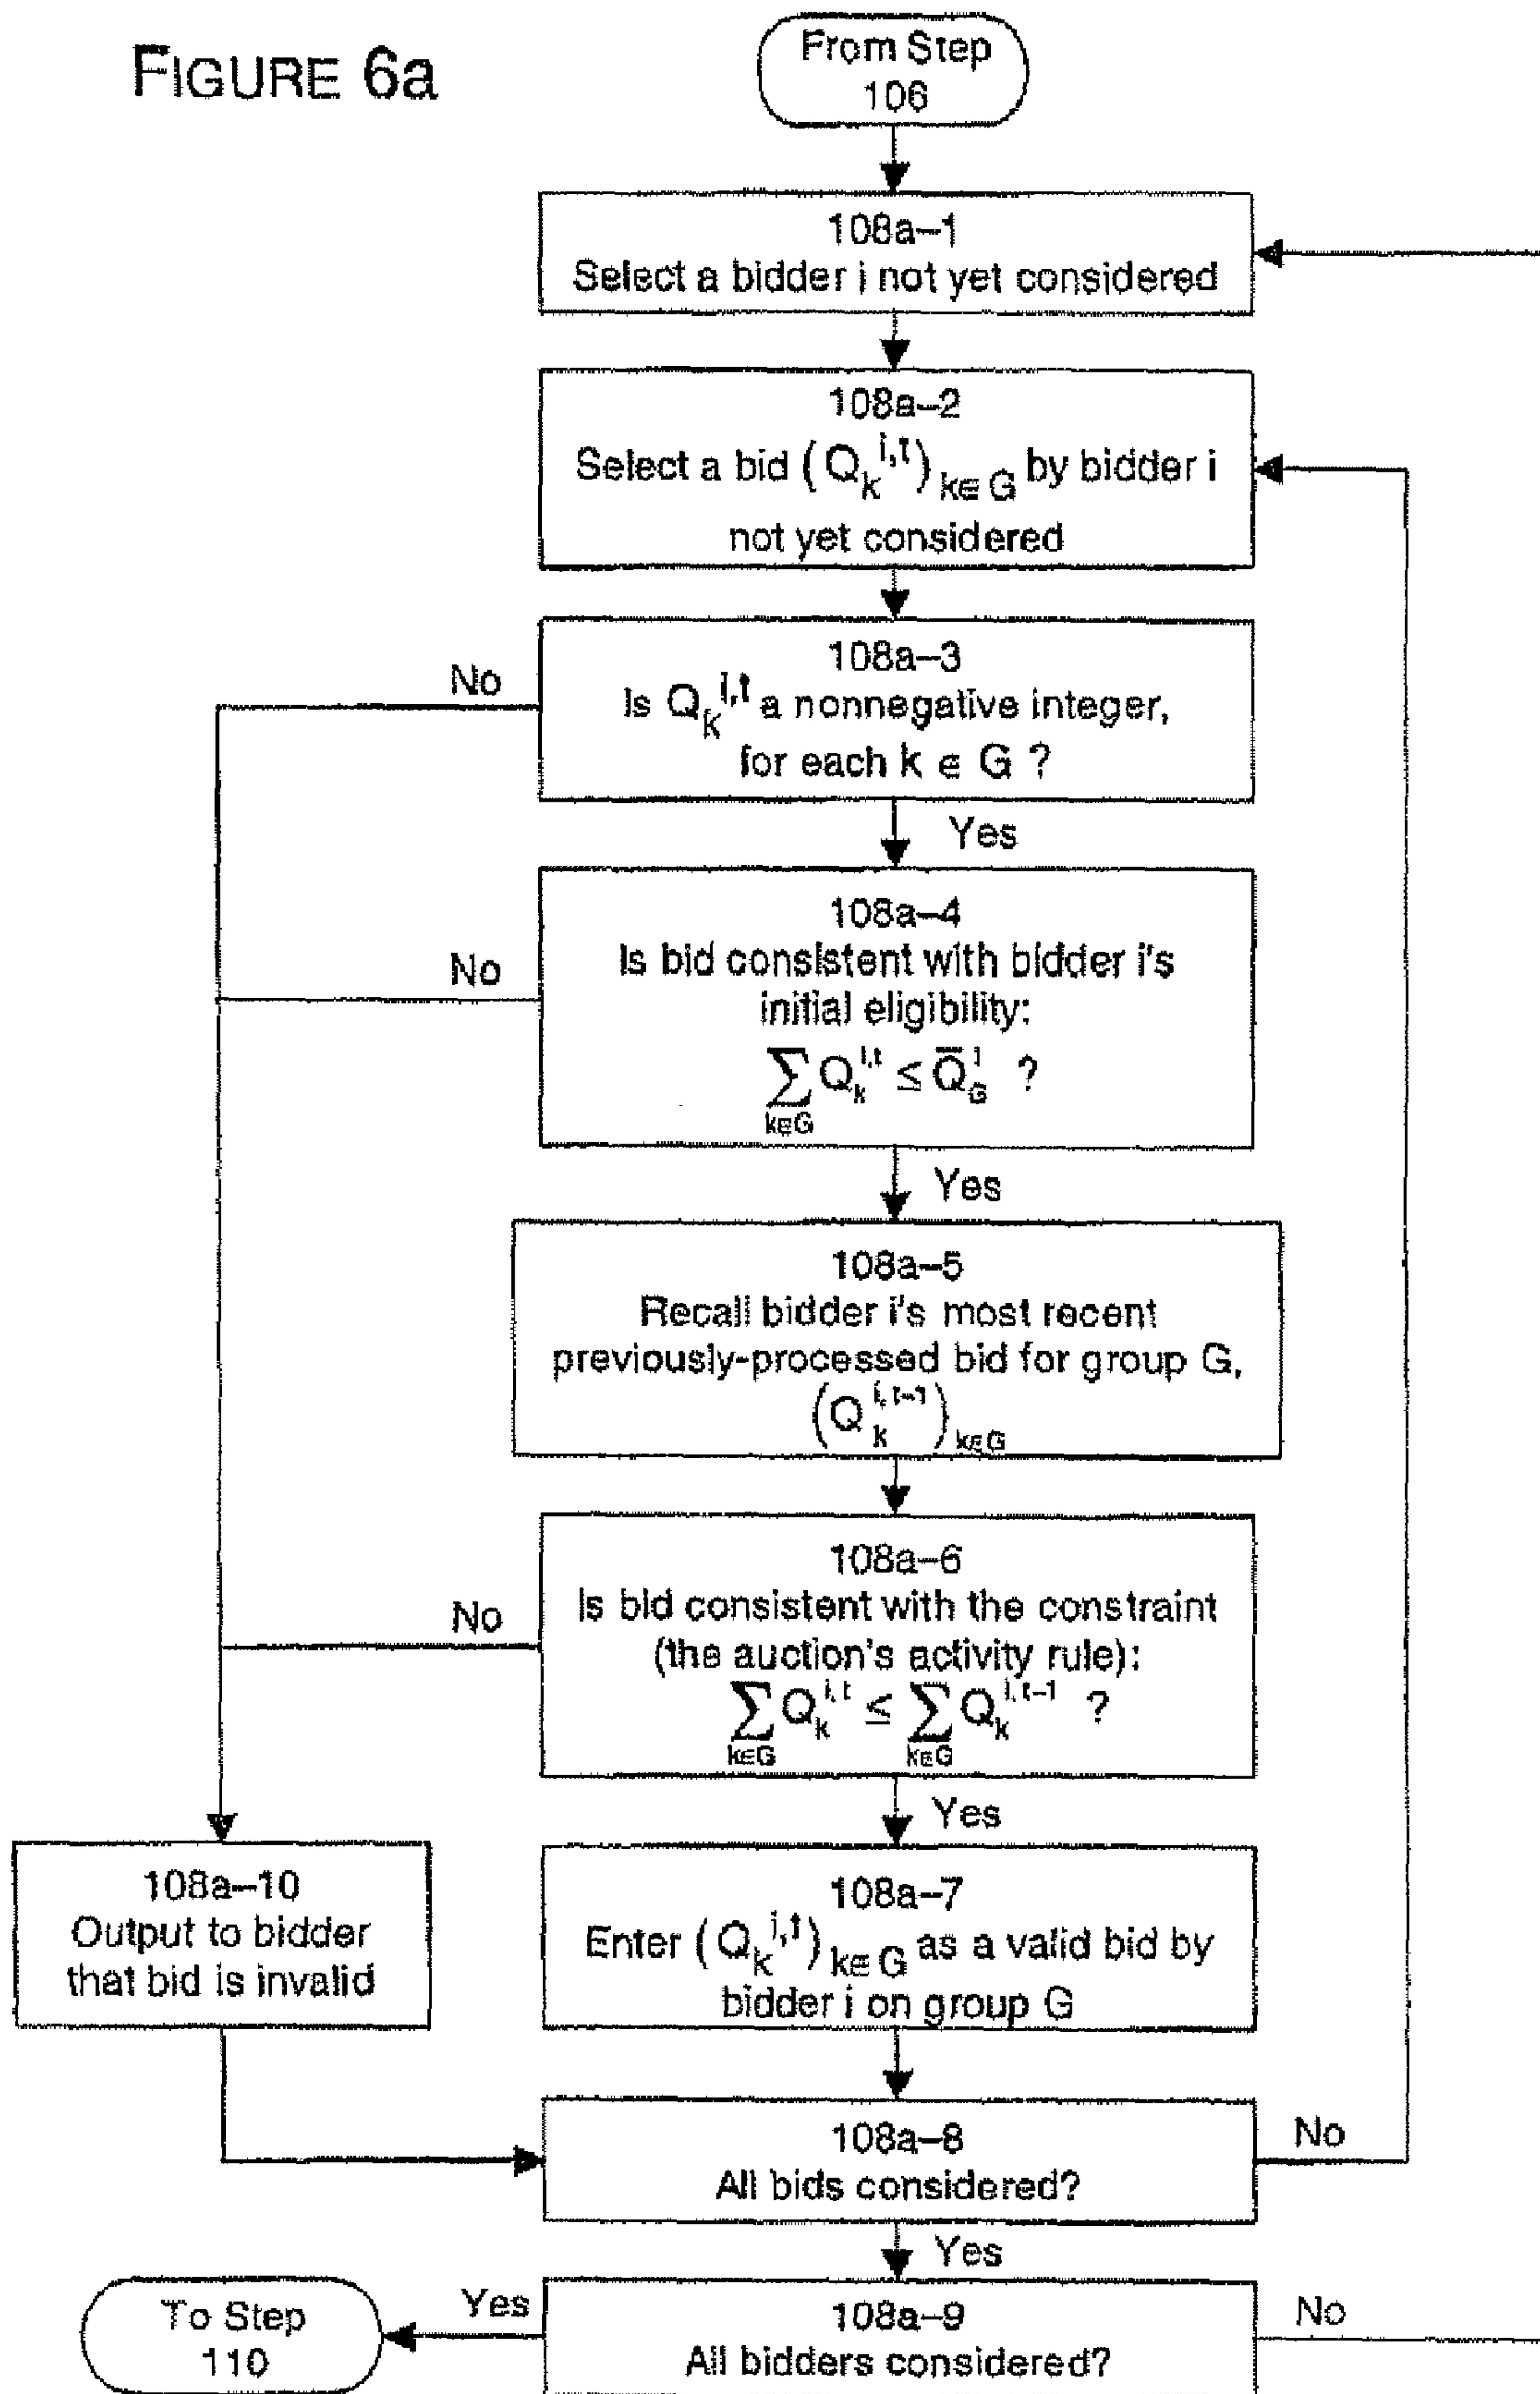 FIGURE 6a
From Step
106
108a–1
Select a bidder i not yet considered
108a–2
Select a bid (Q_k^{i,t})_{k∈G} by bidder i
not yet considered
108a–3
Is Q_k^{i,t} a nonnegative integer,
for each k ∈ G ?
No
Yes
108a–4
Is bid consistent with bidder i's
initial eligibility:
∑_{k∈G} Q_k^{i,t} ≤ Q̅_G^i ?
No
Yes
108a–5
Recall bidder i's most recent
previously-processed bid for group G,
(Q_k^{i,t–1})_{k∈G}
108a–6
Is bid consistent with the constraint
(the auction's activity rule):
∑_{k∈G} Q_k^{i,t} ≤ ∑_{k∈G} Q_k^{i,t–1} ?
No
Yes
108a–10
Output to bidder
that bid is invalid
108a–7
Enter (Q_k^{i,t})_{k∈G} as a valid bid by
bidder i on group G
108a–8
All bids considered?
No
Yes
108a–9
All bidders considered?
Yes
No
To Step
110